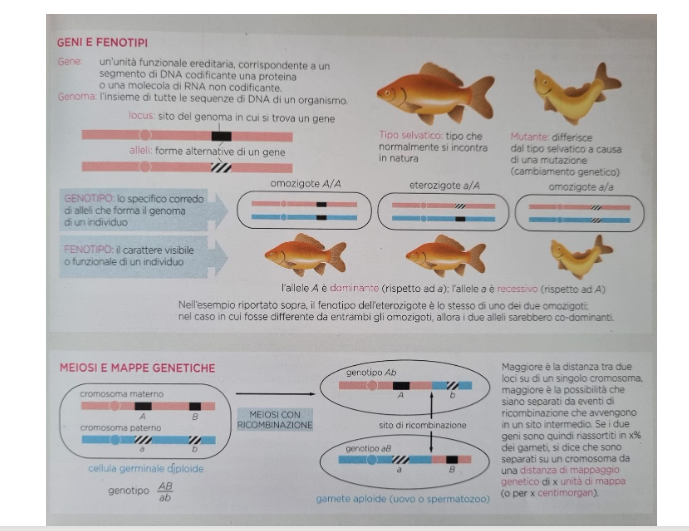 GENI E FENOTIPI
Gene: un'unità funzionale ereditaria, corrispondente a un
segmento di DNA codificante una proteina
o una molecola di RNA non codificante.
Genoma: l'insieme di tutte le sequenze di DNA di un organismo.
locus: sito del genoma in cui si trova un gene
alleli: forme alternative di un gene
Tipo selvatico: tipo che
normalmente si incontra
in natura
Mutante: differisce
dal tipo selvatico a causa
di una mutazione
(cambiamento genetico)
omozigote A/A
eterozigote a/A
omozigote a/a
GENOTIPO: lo specifico corredo
di alleli che forma il genoma
di un individuo
FENOTIPO: il carattere visibile
o funzionale di un individuo
l'allele A è dominante (rispetto ad a); l'allele a è recessivo (rispetto ad A)
Nell'esempio riportato sopra, il fenotipo dell'eterozigote è lo stesso di uno dei due omozigoti;
nel caso in cui fosse differente da entrambi gli omozigoti, allora i due alleli sarebbero co-dominanti.
MEIOSI E MAPPE GENETICHE
cromosoma materno
A B
cromosoma paterno
a b
cellula germinale diploide
genotipo AB
ab
MEIOSI CON
RICOMBINAZIONE
genotipo Ab
A b
sito di ricombinazione
genotipo aB
a B
gamete aploide (uovo o spermatozoo)
Maggiore è la distanza tra due
loci su di un singolo cromosoma,
maggiore è la possibilità che
siano separati da eventi di
ricombinazione che avvengono
in un sito intermedio. Se i due
geni sono quindi riassortiti in x%
dei gameti, si dice che sono
separati su un cromosoma da
una distanza di mappaggio
genetico di x unità di mappa
(o per x centimorgan).